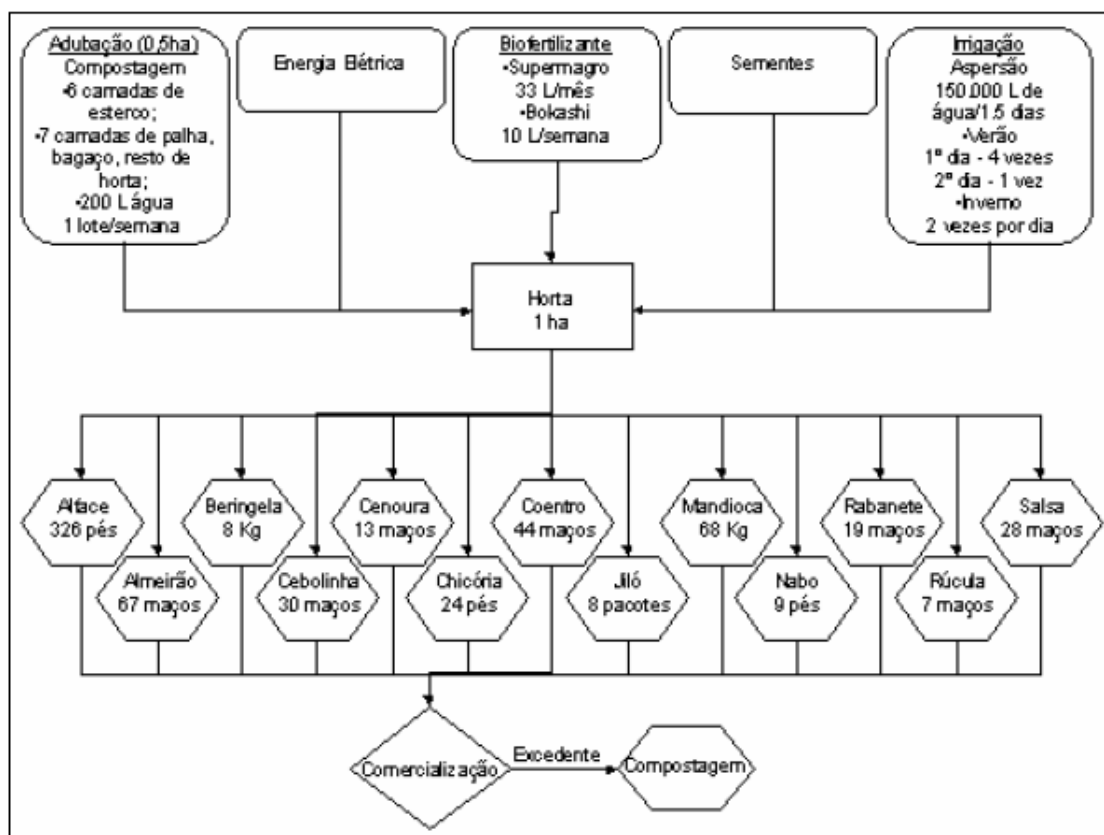 Adubação (0,5ha)
Compostagem
•6 camadas de
esterco;
•7 camadas de palha,
bagaço, resto de
horta;
•200 L água
1 lote/semana
Energia Elétrica
Biofertilizante
•Supermagro
33 L/mês
•Bokashi
10 L/semana
Sementes
Irrigação
Aspersão
150.000 L de
água/1.5 dias
•Verão
1º dia - 4 vezes
2º dia - 1 vez
•Inverno
2 vezes por dia
Horta
1 ha
Alface
326 pés
Beringela
8 Kg
Cenoura
13 maços
Coentro
44 maços
Mandioca
68 Kg
Rabanete
19 maços
Salsa
28 maços
Almeirão
67 maços
Cebolinha
30 maços
Chicória
24 pés
Jiló
8 pacotes
Nabo
9 pés
Rúcula
7 maços
Comercialização
Excedente
Compostagem